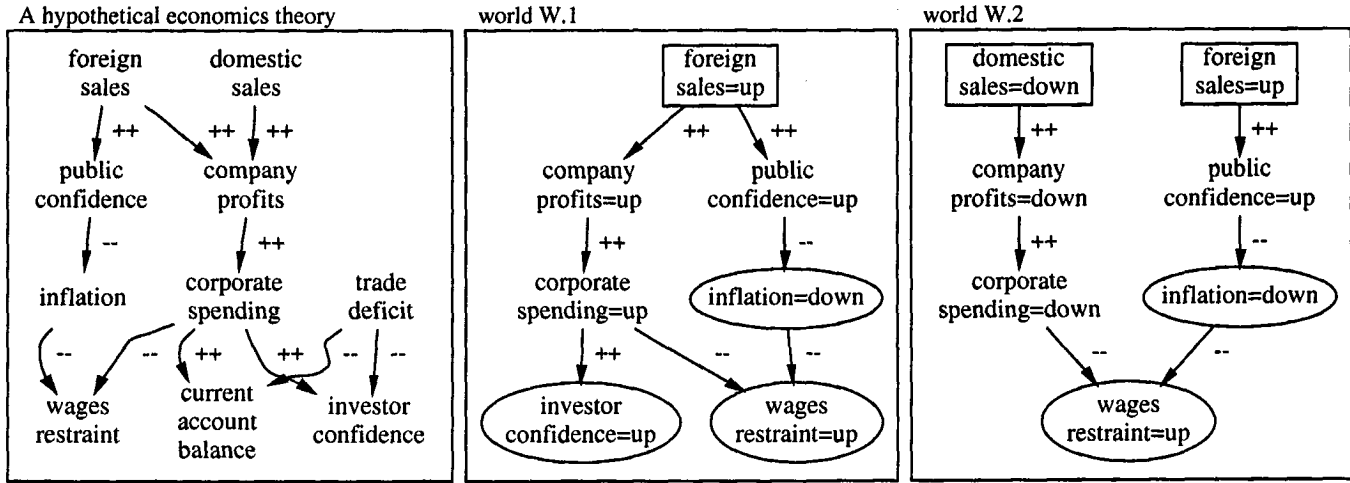 A hypothetical economics theory
foreign
sales
domestic
sales
++
++
++
public
confidence
company
profits
--
++
inflation
corporate
spending
trade
deficit
--
--
++
++
--
--
wages
restraint
current
account
balance
investor
confidence
world W.1
foreign
sales=up
++
++
company
profits=up
public
confidence=up
++
--
corporate
spending=up
inflation=down
++
--
--
investor
confidence=up
wages
restraint=up
world W.2
domestic
sales=down
foreign
sales=up
++
++
company
profits=down
public
confidence=up
++
--
corporate
spending=down
inflation=down
--
--
wages
restraint=up